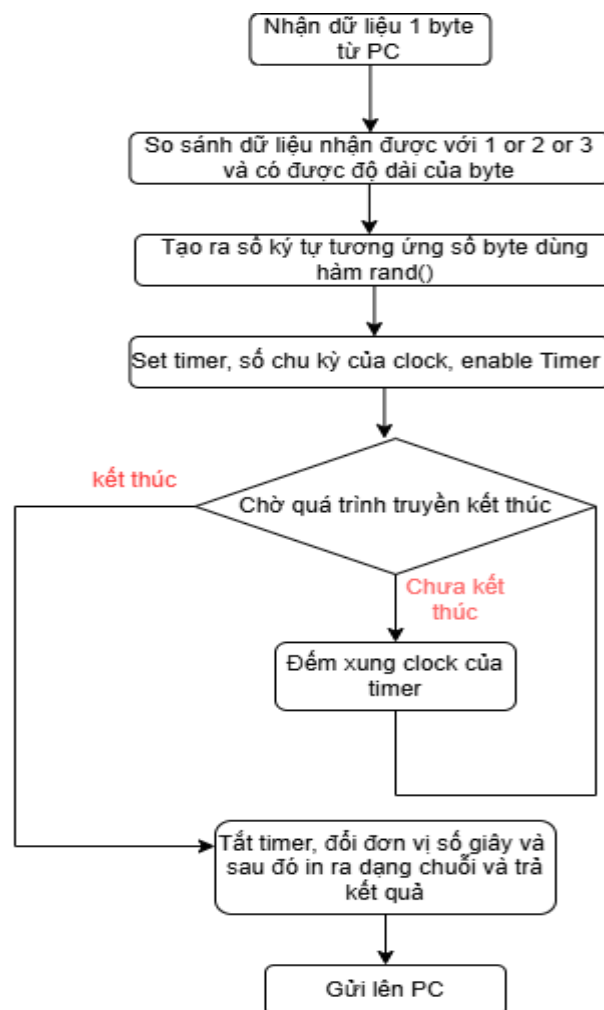 Nhận dữ liệu 1 byte
từ PC
So sánh dữ liệu nhận được với 1 or 2 or 3
và có được độ dài của byte
Tạo ra số ký tự tương ứng số byte dùng
hàm rand()
Set timer, số chu kỳ của clock, enable Timer
kết thúc
Chờ quá trình truyền kết thúc
Chưa kết
thúc
Đếm xung clock của
timer
Tắt timer, đổi đơn vị số giây và
sau đó in ra dạng chuỗi và trả
kết quả
Gửi lên PC